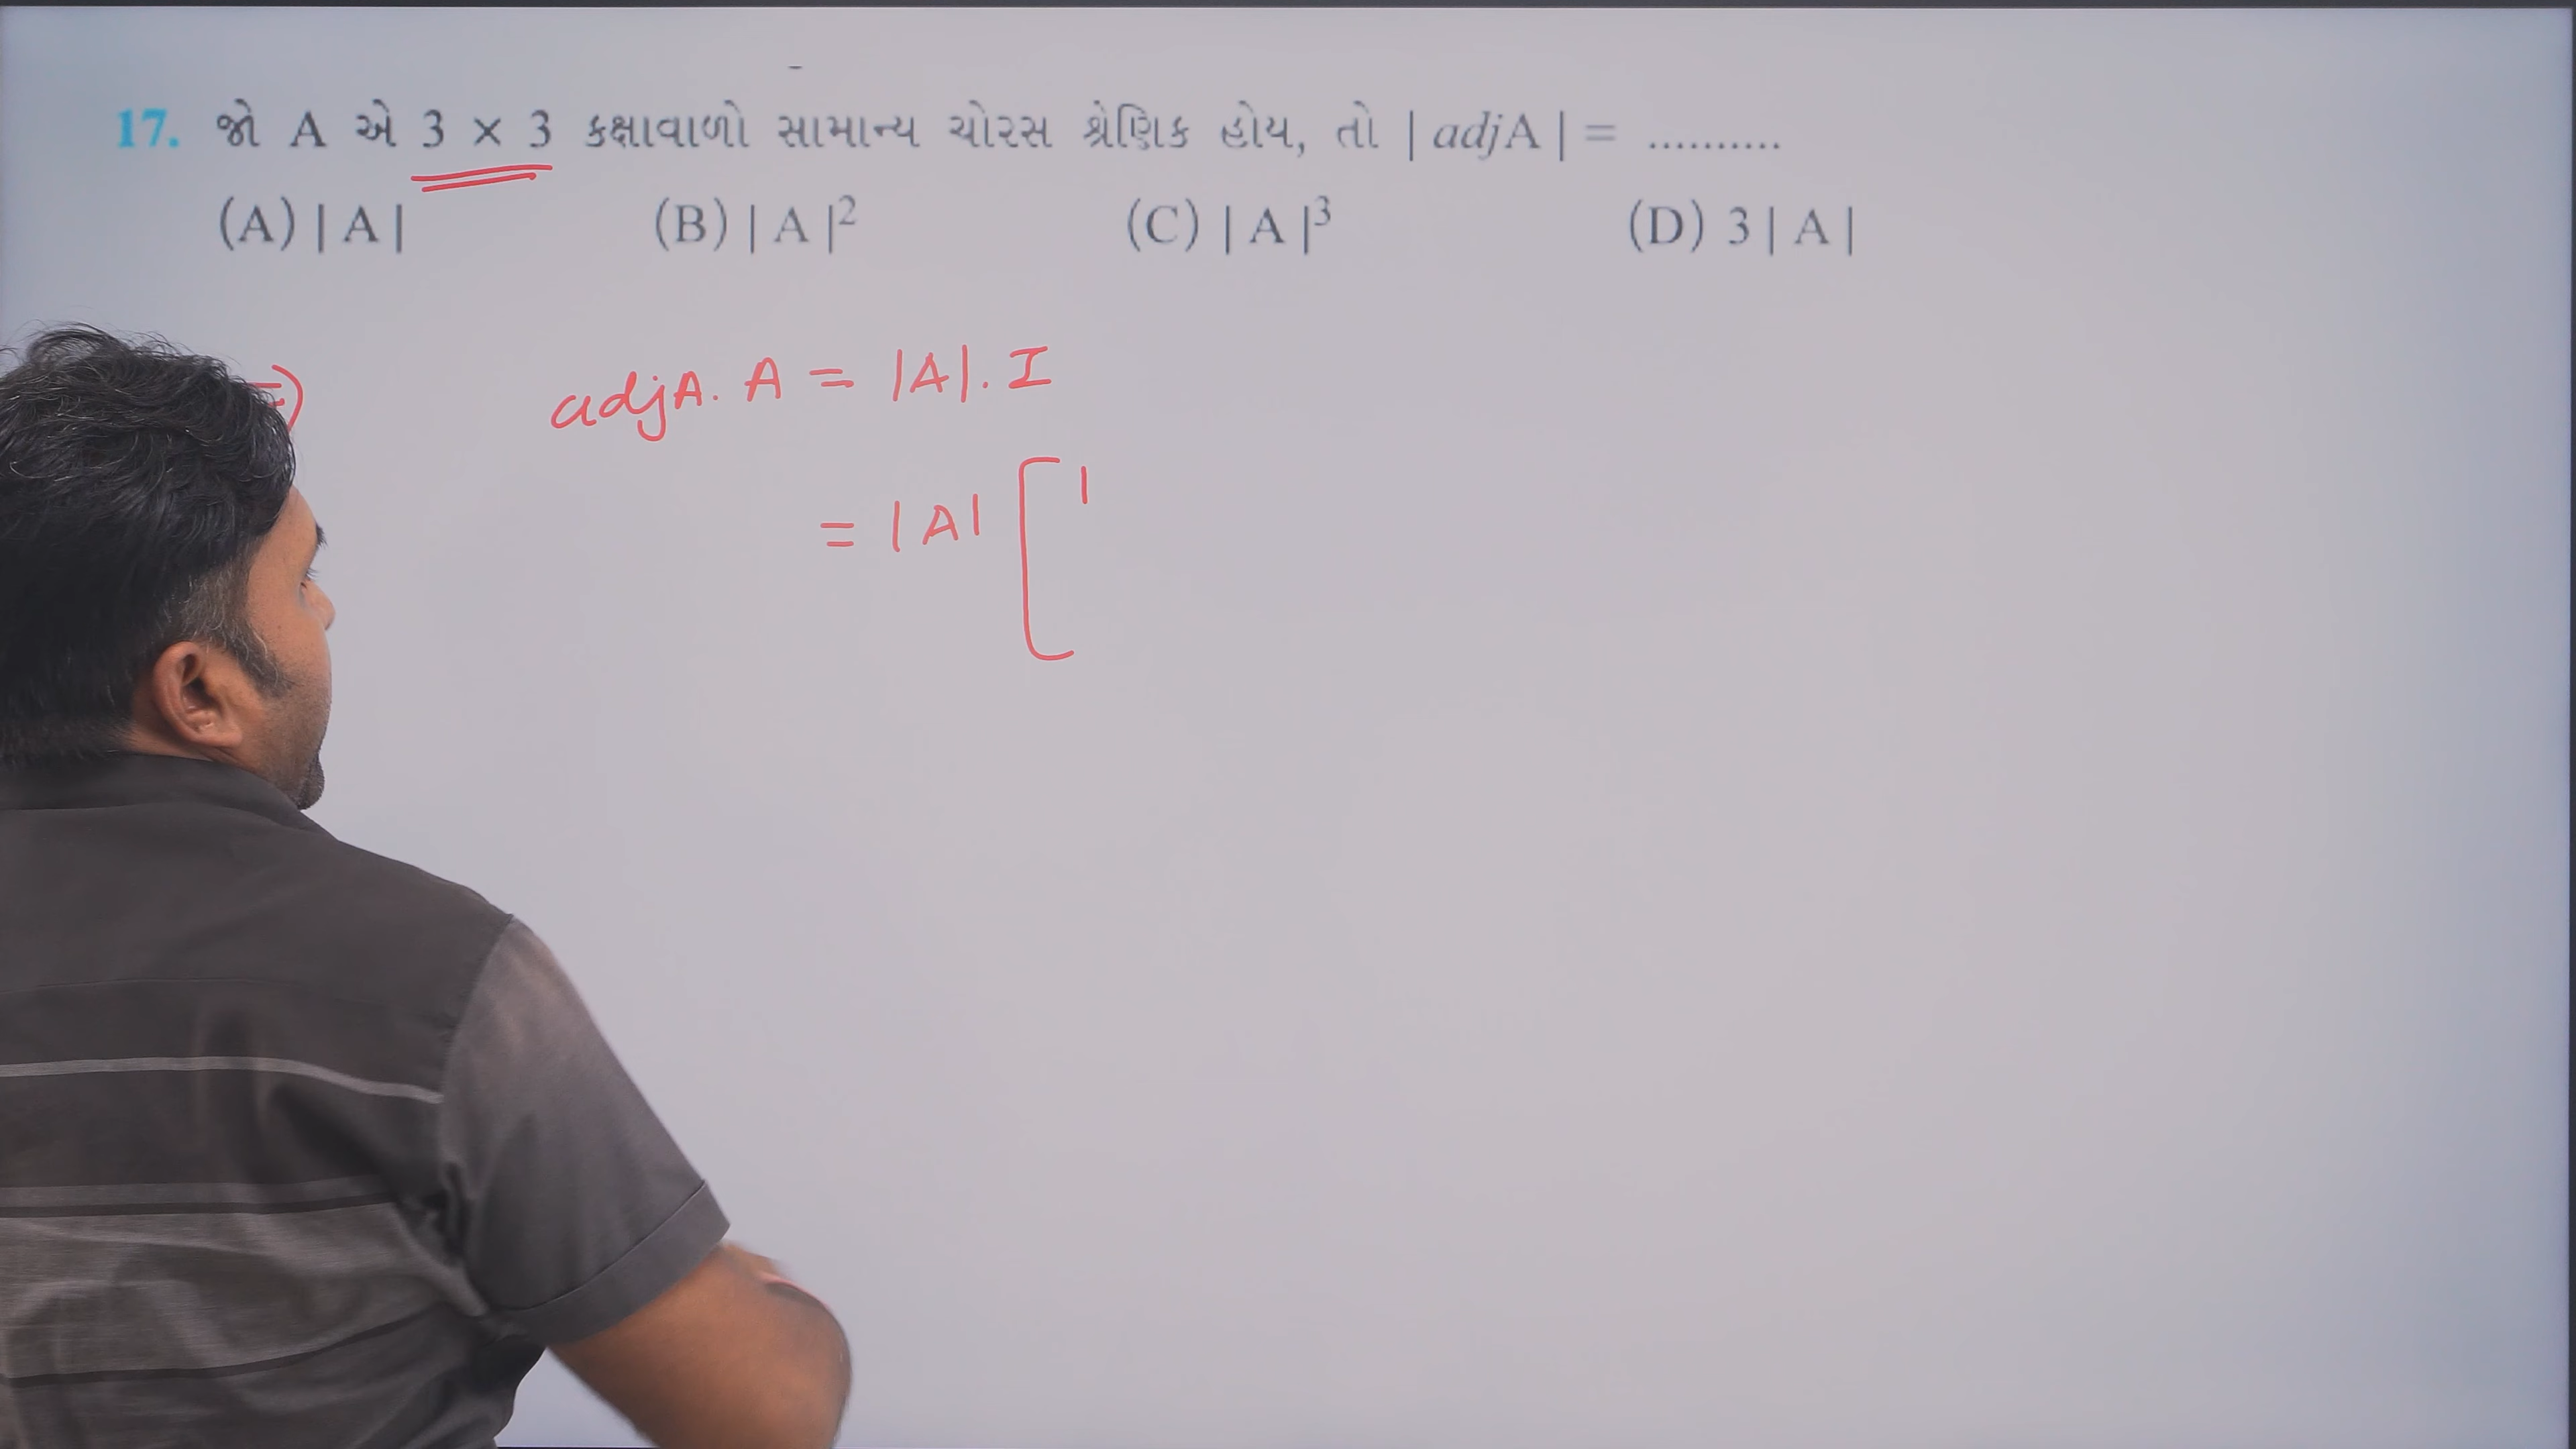 17. જો A એ 3 × 3 કક્ષાવાળો સામાન્ય ચોરસ શ્રેણિક હોય, તો | adjA | = ..........
(A) | A | (B) | A |² (C) | A |³ (D) 3 | A |
adjA. A = |A|. I
= |A| [ 1